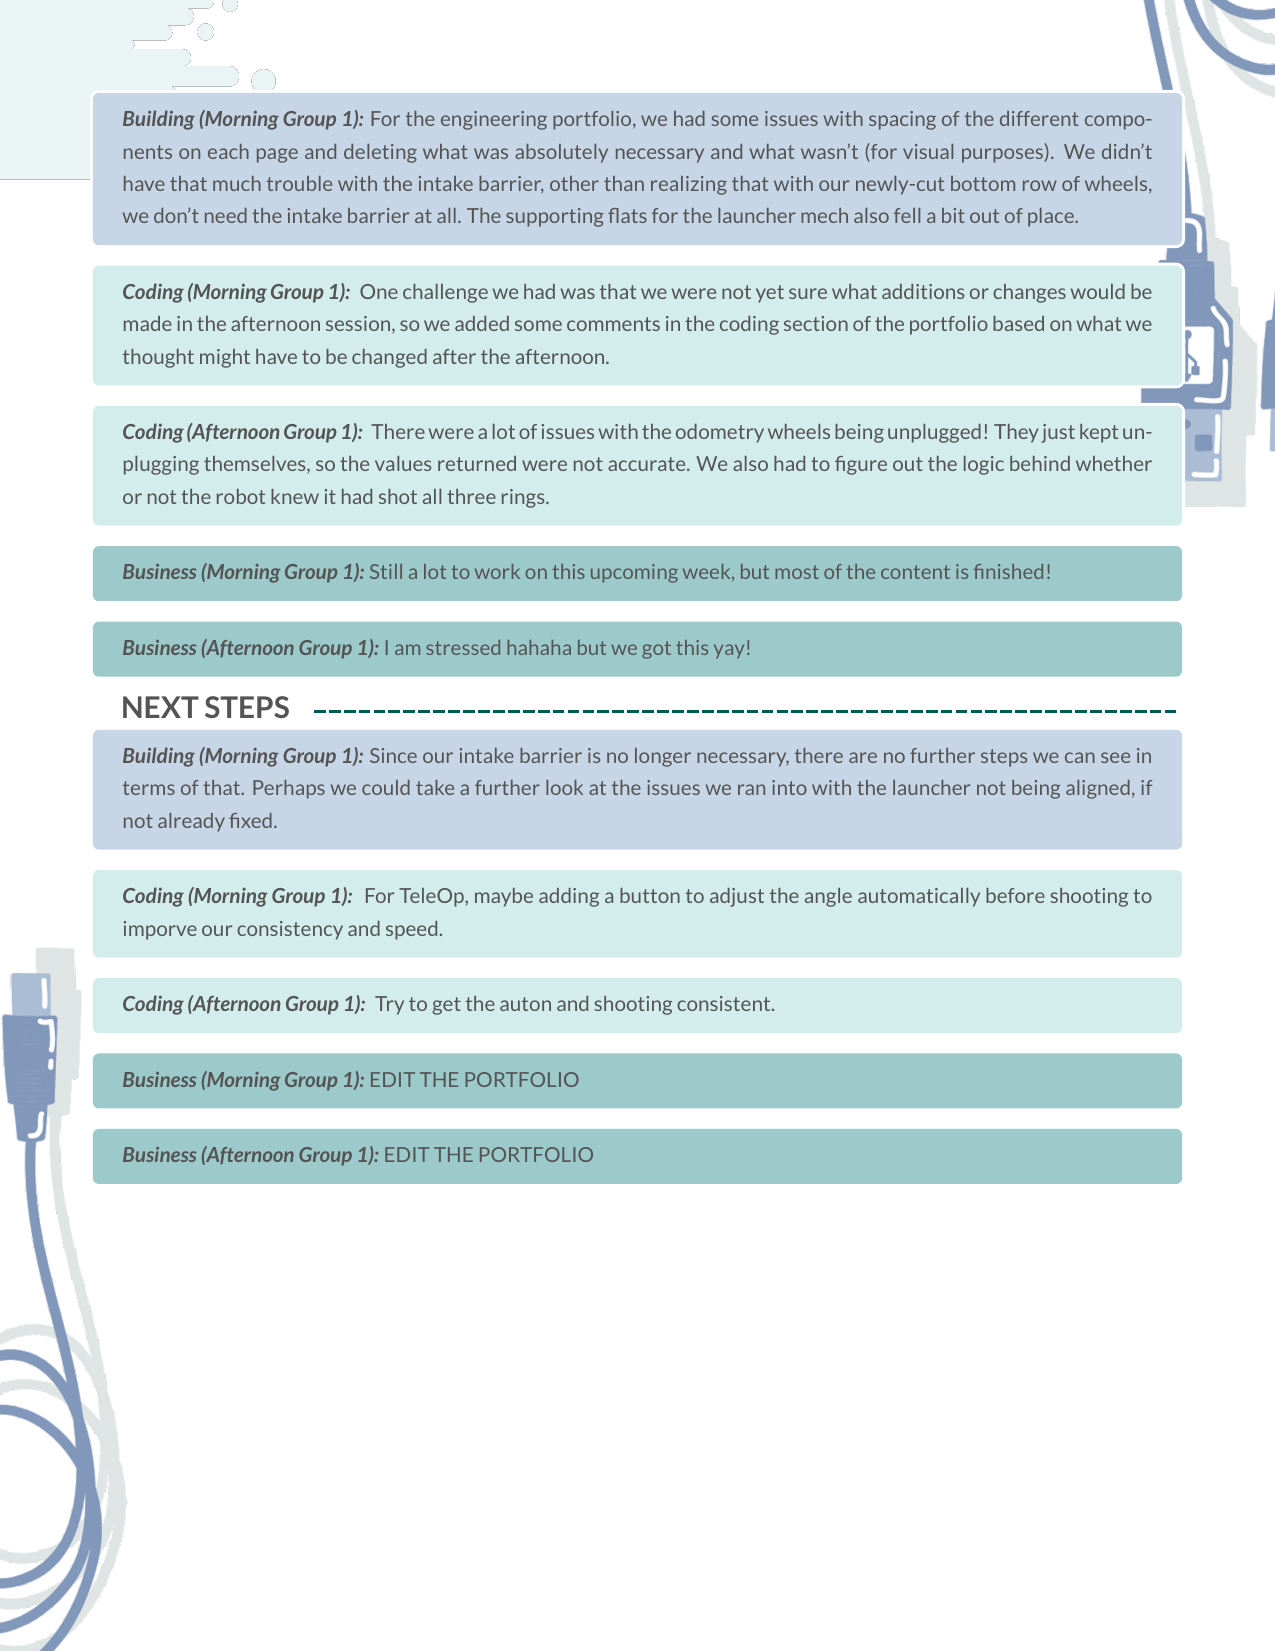 Building (Morning Group 1): For the engineering portfolio, we had some issues with spacing of the different compo-
nents on each page and deleting what was absolutely necessary and what wasn’t (for visual purposes). We didn’t
have that much trouble with the intake barrier, other than realizing that with our newly-cut bottom row of wheels,
we don’t need the intake barrier at all. The supporting flats for the launcher mech also fell a bit out of place.
Coding (Morning Group 1): One challenge we had was that we were not yet sure what additions or changes would be
made in the afternoon session, so we added some comments in the coding section of the portfolio based on what we
thought might have to be changed after the afternoon.
Coding (Afternoon Group 1): There were a lot of issues with the odometry wheels being unplugged! They just kept un-
plugging themselves, so the values returned were not accurate. We also had to figure out the logic behind whether
or not the robot knew it had shot all three rings.
Business (Morning Group 1): Still a lot to work on this upcoming week, but most of the content is finished!
Business (Afternoon Group 1): I am stressed hahaha but we got this yay!
NEXT STEPS
Building (Morning Group 1): Since our intake barrier is no longer necessary, there are no further steps we can see in
terms of that. Perhaps we could take a further look at the issues we ran into with the launcher not being aligned, if
not already fixed.
Coding (Morning Group 1): For TeleOp, maybe adding a button to adjust the angle automatically before shooting to
imporve our consistency and speed.
Coding (Afternoon Group 1): Try to get the auton and shooting consistent.
Business (Morning Group 1): EDIT THE PORTFOLIO
Business (Afternoon Group 1): EDIT THE PORTFOLIO